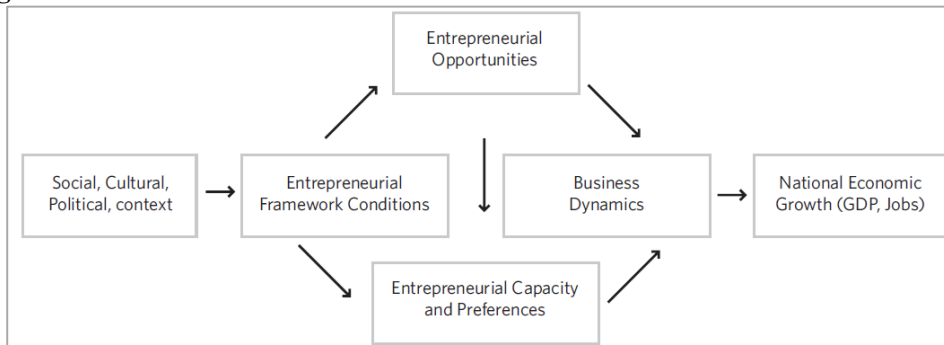 Entrepreneurial
Opportunities
Social, Cultural,
Political, context
Entrepreneurial
Framework Conditions
Business
Dynamics
National Economic
Growth (GDP, Jobs)
Entrepreneurial Capacity
and Preferences